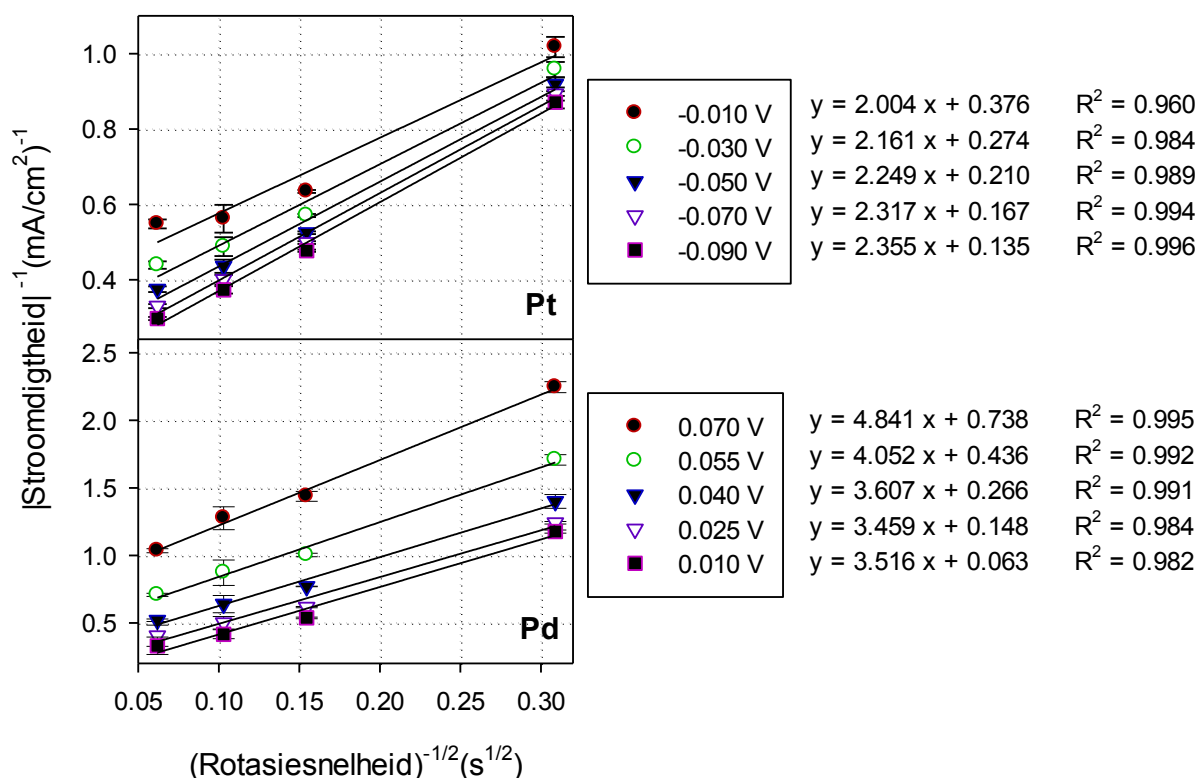 |Stroomdigtheid|⁻¹(mA/cm²)⁻¹
1.0
0.8
0.6
0.4
Pt
-0.010 V y = 2.004 x + 0.376 R² = 0.960
-0.030 V y = 2.161 x + 0.274 R² = 0.984
-0.050 V y = 2.249 x + 0.210 R² = 0.989
-0.070 V y = 2.317 x + 0.167 R² = 0.994
-0.090 V y = 2.355 x + 0.135 R² = 0.996
2.5
2.0
1.5
1.0
0.5
Pd
0.070 V y = 4.841 x + 0.738 R² = 0.995
0.055 V y = 4.052 x + 0.436 R² = 0.992
0.040 V y = 3.607 x + 0.266 R² = 0.991
0.025 V y = 3.459 x + 0.148 R² = 0.984
0.010 V y = 3.516 x + 0.063 R² = 0.982
0.05 0.10 0.15 0.20 0.25 0.30
(Rotasiesnelheid)⁻¹ᐟ²(s¹ᐟ²)